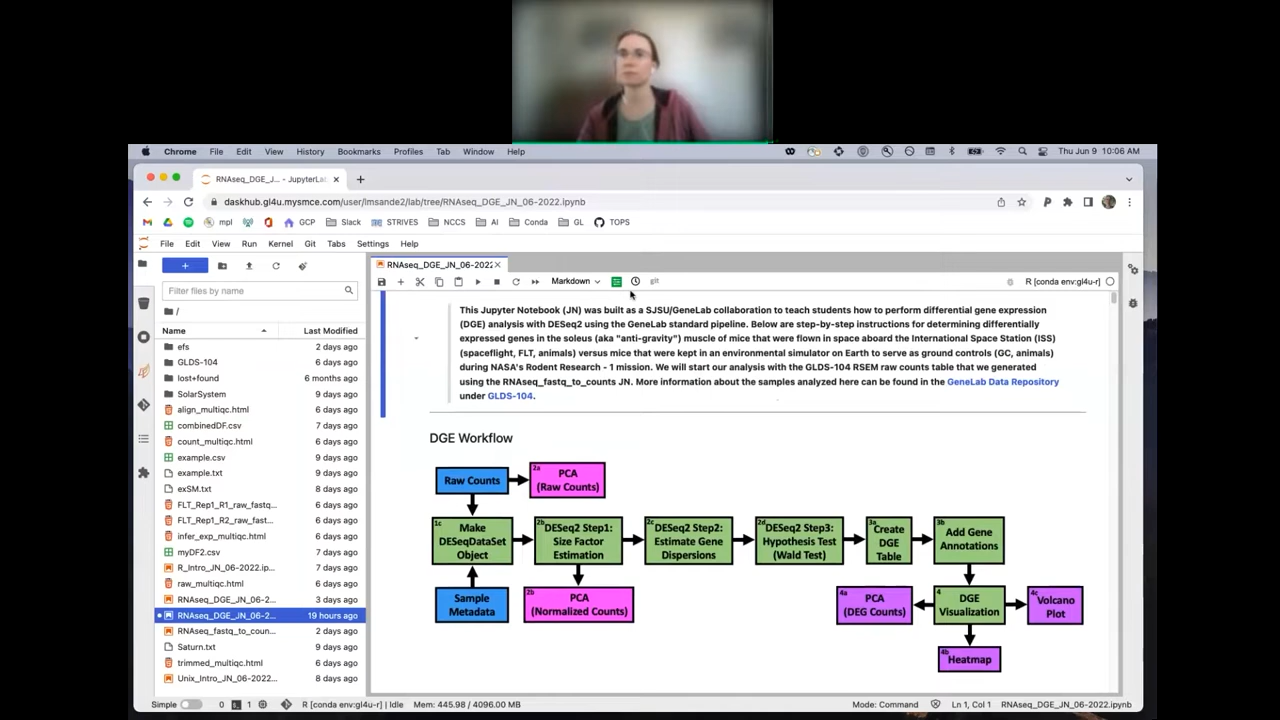 Chrome File Edit View History Bookmarks Profiles Tab Window Help Thu Jun 9 10:06 AM
RNAseq_DGE_J... - JupyterLa
daskhub.gl4u.mysmce.com/user/lmsande2/lab/tree/RNAseq_DGE_JN_06-2022.ipynb
mpl GCP Slack STRIVES NCCS AI Conda GL TOPS
File Edit View Run Kernel Git Tabs Settings Help
RNAseq_DGE_JN_06-2022
Markdown git R [conda env:gl4u-r]
Filter files by name
/
Name Last Modified
efs 2 days ago
GLDS-104 2 days ago
lost+found 6 months ago
SolarSystem 9 days ago
align_multiqc.html 6 days ago
combinedDF.csv 7 days ago
count_multiqc.html 6 days ago
example.csv 9 days ago
example.txt 9 days ago
exSM.txt 8 days ago
FLT_Rep1_R1_raw_fastq... 6 days ago
FLT_Rep1_R2_raw_fast... 6 days ago
infer_exp_multiqc.html 6 days ago
myDF2.csv 7 days ago
R_Intro_JN_06-2022.ip... 7 days ago
raw_multiqc.html 6 days ago
RNAseq_DGE_JN_06-2... 3 days ago
RNAseq_DGE_JN_06-2... 19 hours ago
RNAseq_fastq_to_coun... 2 days ago
Saturn.txt 9 days ago
trimmed_multiqc.html 6 days ago
Unix_Intro_JN_06-2022... 8 days ago
This Jupyter Notebook (JN) was built as a SJSU/GeneLab collaboration to teach students how to perform differential gene expression
(DGE) analysis with DESeq2 using the GeneLab standard pipeline. Below are step-by-step instructions for determining differentially
expressed genes in the soleus (aka "anti-gravity") muscle of mice that were flown in space aboard the International Space Station (ISS)
(spaceflight, FLT, animals) versus mice that were kept in an environmental simulator on Earth to serve as ground controls (GC, animals)
during NASA's Rodent Research - 1 mission. We will start our analysis with the GLDS-104 RSEM raw counts table that we generated
using the RNAseq_fastq_to_counts JN. More information about the samples analyzed here can be found in the GeneLab Data Repository
under GLDS-104.
DGE Workflow
Raw Counts
2a PCA
(Raw Counts)
1c Make
DESeqDataSet
Object
2b DESeq2 Step1:
Size Factor
Estimation
2c DESeq2 Step2:
Estimate Gene
Dispersions
2d DESeq2 Step3:
Hypothesis Test
(Wald Test)
3a Create
DGE
Table
3b Add Gene
Annotations
Sample
Metadata
2b PCA
(Normalized Counts)
4a PCA
(DEG Counts)
4 DGE
Visualization
4c Volcano
Plot
4b Heatmap
Simple 0 1 R [conda env:gl4u-r] | Idle Mem: 445.98 / 4096.00 MB Mode: Command Ln 1, Col 1 RNAseq_DGE_JN_06-2022.ipynb